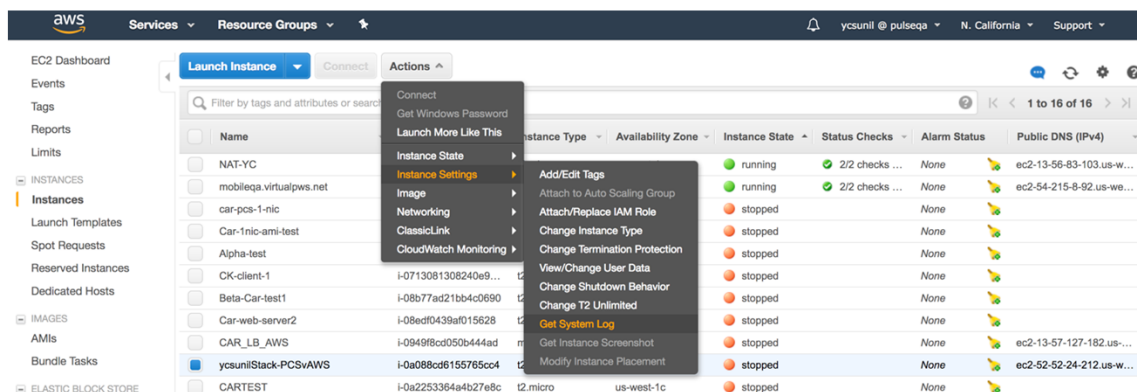 aws Services Resource Groups ycsunil @ pulseqa N. California Support
EC2 Dashboard
Events
Tags
Reports
Limits
INSTANCES
Instances
Launch Templates
Spot Requests
Reserved Instances
Dedicated Hosts
IMAGES
AMIs
Bundle Tasks
ELASTIC BLOCK STORE
Launch Instance Connect Actions
Filter by tags and attributes or search 1 to 16 of 16
Connect
Get Windows Password
Launch More Like This
Instance State
Instance Settings
Image
Networking
ClassicLink
CloudWatch Monitoring
Add/Edit Tags
Attach to Auto Scaling Group
Attach/Replace IAM Role
Change Instance Type
Change Termination Protection
View/Change User Data
Change Shutdown Behavior
Change T2 Unlimited
Get System Log
Get Instance Screenshot
Modify Instance Placement
Name Instance Type Availability Zone Instance State Status Checks Alarm Status Public DNS (IPv4)
NAT-YC running 2/2 checks ... None ec2-13-56-83-103.us-w...
mobileqa.virtualpws.net running 2/2 checks ... None ec2-54-215-8-92.us-we...
car-pcs-1-nic stopped None
Car-1nic-ami-test stopped None
Alpha-test stopped None
CK-client-1 i-0713081308240e9... stopped None
Beta-Car-test1 i-08b77ad21bb4c0690 stopped None
Car-web-server2 i-08edf0439af015628 stopped None
CAR_LB_AWS i-0949f8cd050b444ad stopped None ec2-13-57-127-182.us-...
ycsunilStack-PCSvAWS i-0a088cd6155765cc4 stopped None ec2-52-52-24-212.us-w...
CARTEST i-0a2253364a4b27e8c t2.micro us-west-1c stopped None